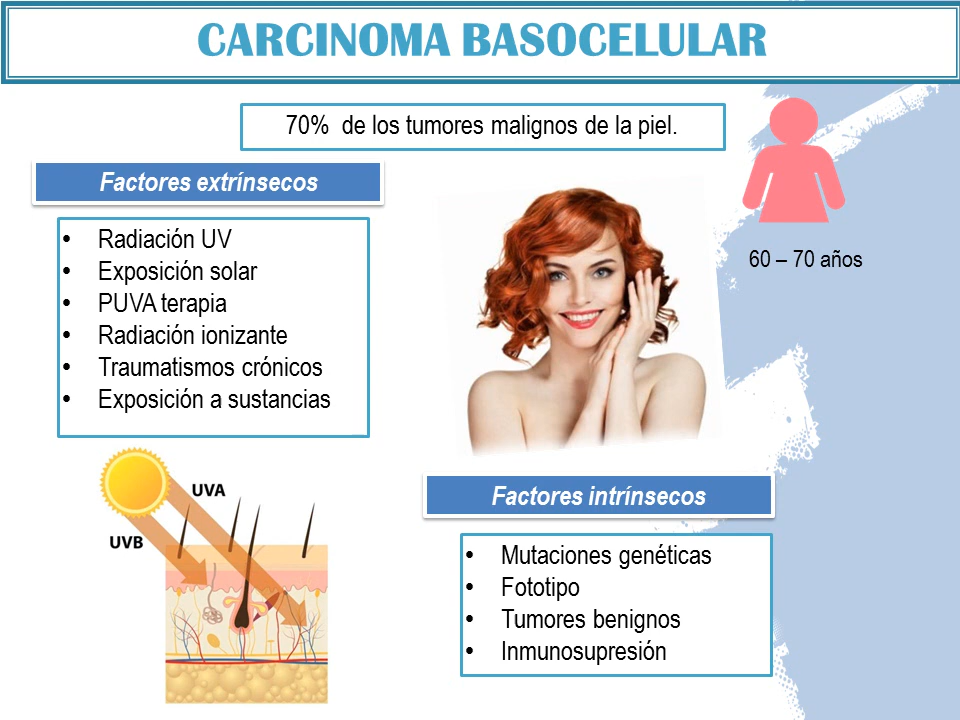 CARCINOMA BASOCELULAR
70% de los tumores malignos de la piel.
Factores extrínsecos
• Radiación UV
• Exposición solar
• PUVA terapia
• Radiación ionizante
• Traumatismos crónicos
• Exposición a sustancias
60 – 70 años
UVA
UVB
Factores intrínsecos
• Mutaciones genéticas
• Fototipo
• Tumores benignos
• Inmunosupresión